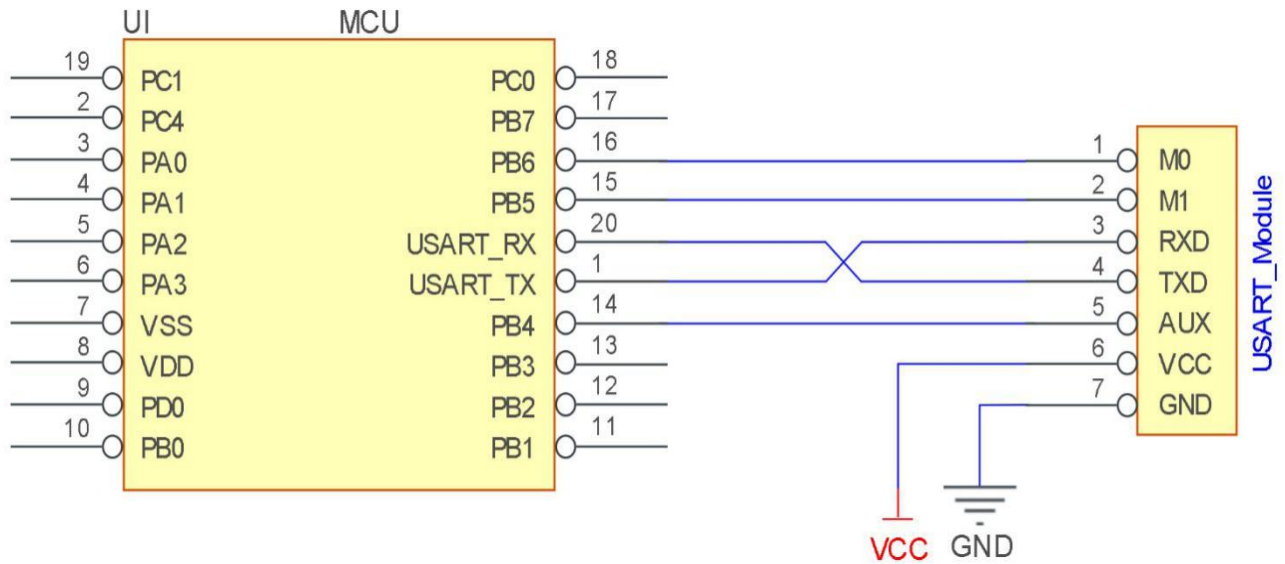 UI MCU
19 PC1 PC0 18
2 PC4 PB7 17
3 PA0 PB6 16 1 M0
4 PA1 PB5 15 2 M1
5 PA2 USART_RX 20 3 RXD
6 PA3 USART_TX 1 4 TXD
7 VSS PB4 14 5 AUX
8 VDD PB3 13 6 VCC
9 PD0 PB2 12 7 GND
10 PB0 PB1 11
USART_Module
VCC GND